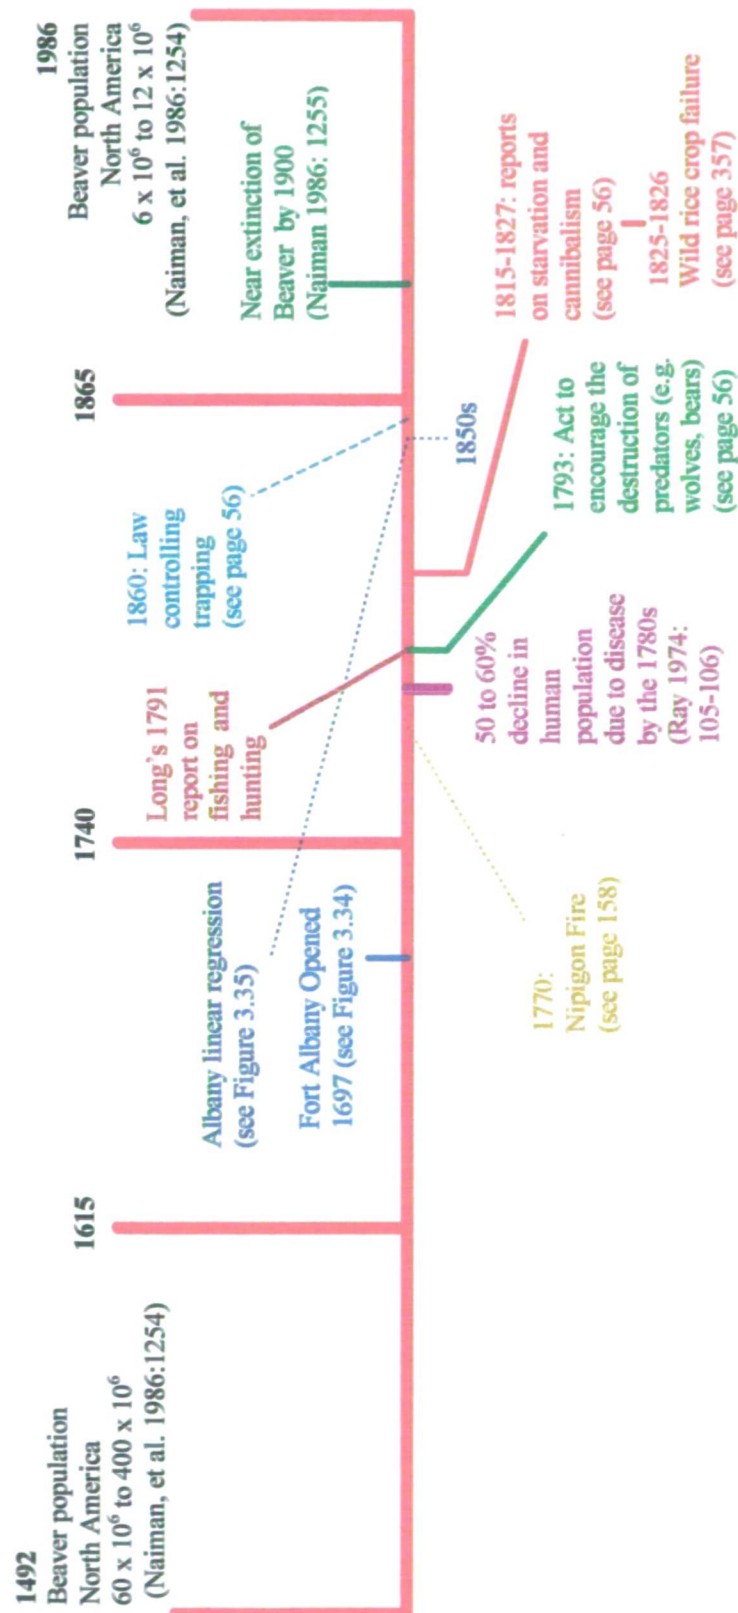 1492
Beaver population
North America
60 x 10⁶ to 400 x 10⁶
(Naiman, et al. 1986:1254)
1615
1740
1865
1986
Beaver population
North America
6 x 10⁶ to 12 x 10⁶
(Naiman, et al. 1986:1254)
Albany linear regression
(see Figure 3.35)
Fort Albany Opened
1697 (see Figure 3.34)
Long's 1791
report on
fishing and
hunting
1860: Law
controlling
trapping
(see page 56)
Near extinction of
Beaver by 1900
(Naiman 1986: 1255)
1850s
1770:
Nipigon Fire
(see page 158)
50 to 60%
decline in
human
population
due to disease
by the 1780s
(Ray 1974:
105-106)
1793: Act to
encourage the
destruction of
predators (e.g.
wolves, bears)
(see page 56)
1815-1827: reports
on starvation and
cannibalism
(see page 56)
1825-1826
Wild rice crop failure
(see page 357)